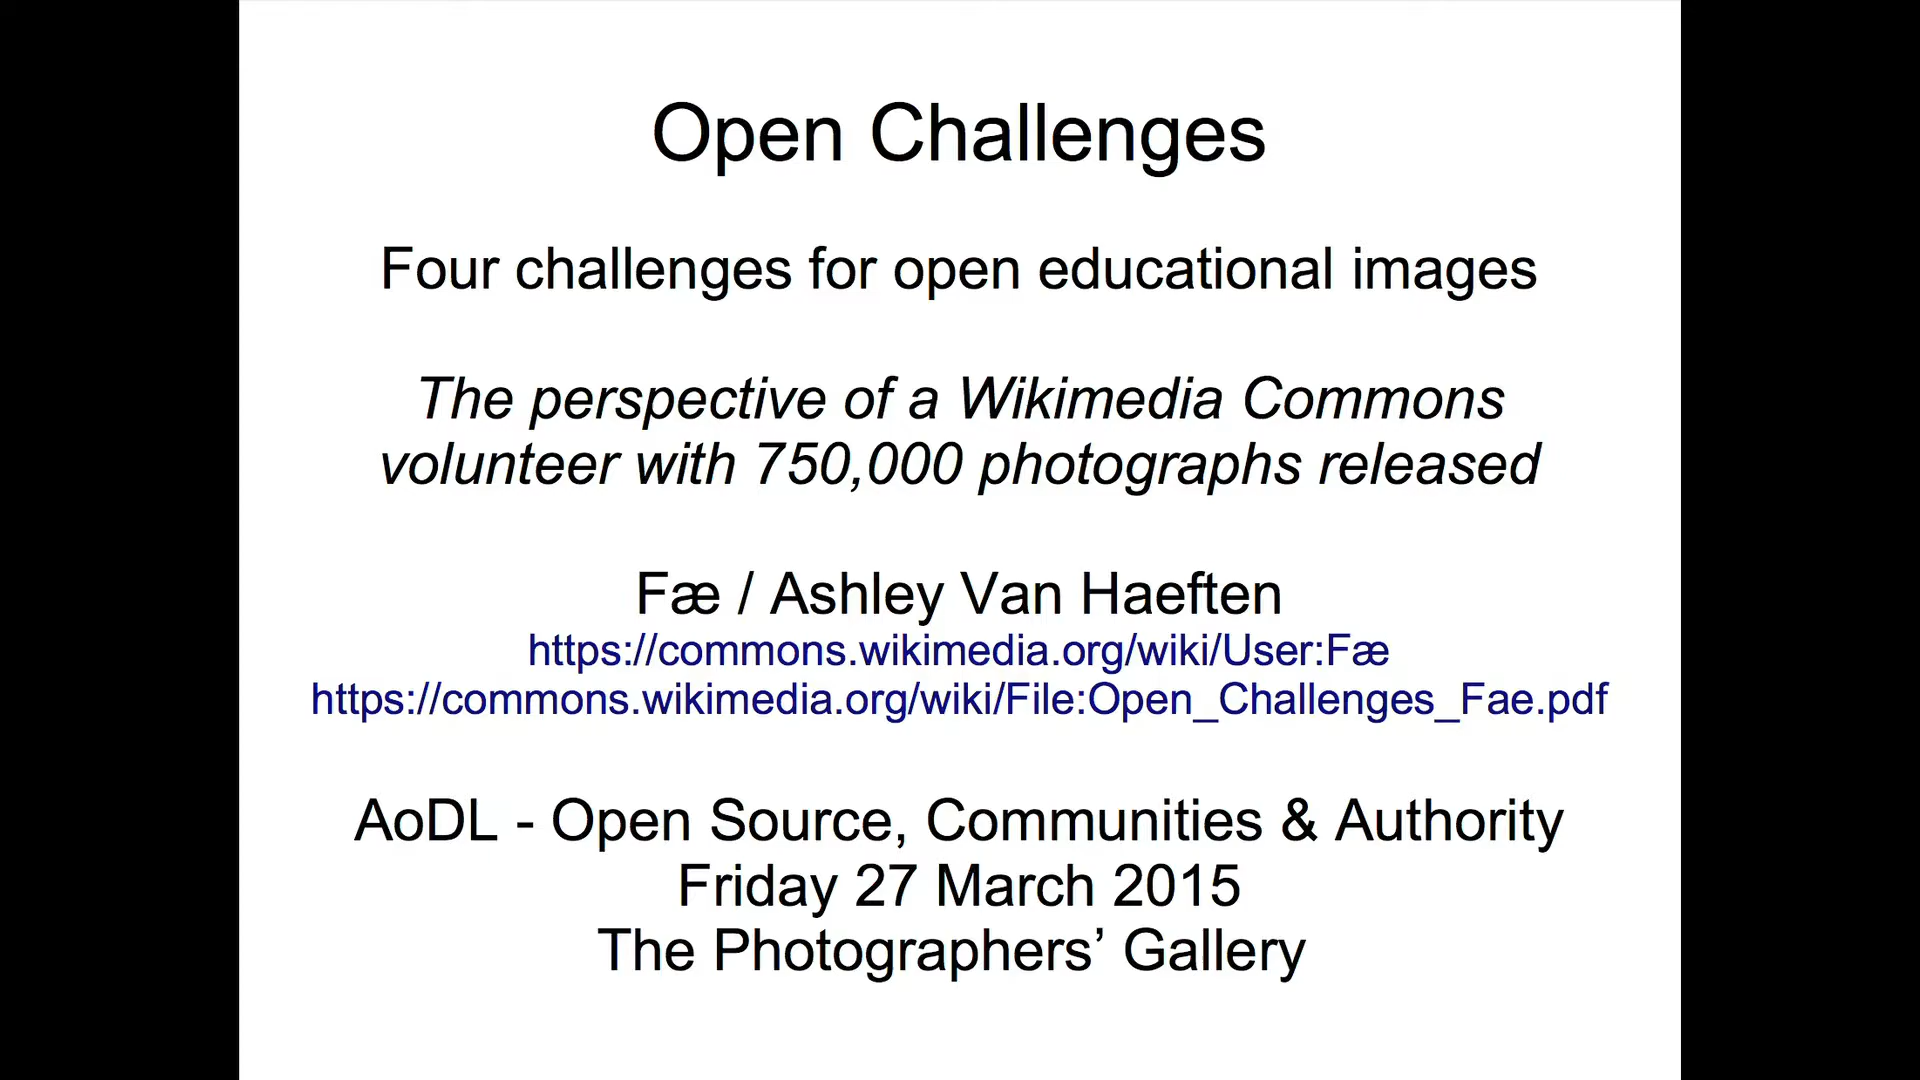 Open Challenges
Four challenges for open educational images
The perspective of a Wikimedia Commons
volunteer with 750,000 photographs released
Fæ / Ashley Van Haeften
https://commons.wikimedia.org/wiki/User:Fæ
https://commons.wikimedia.org/wiki/File:Open_Challenges_Fae.pdf
AoDL - Open Source, Communities & Authority
Friday 27 March 2015
The Photographers’ Gallery